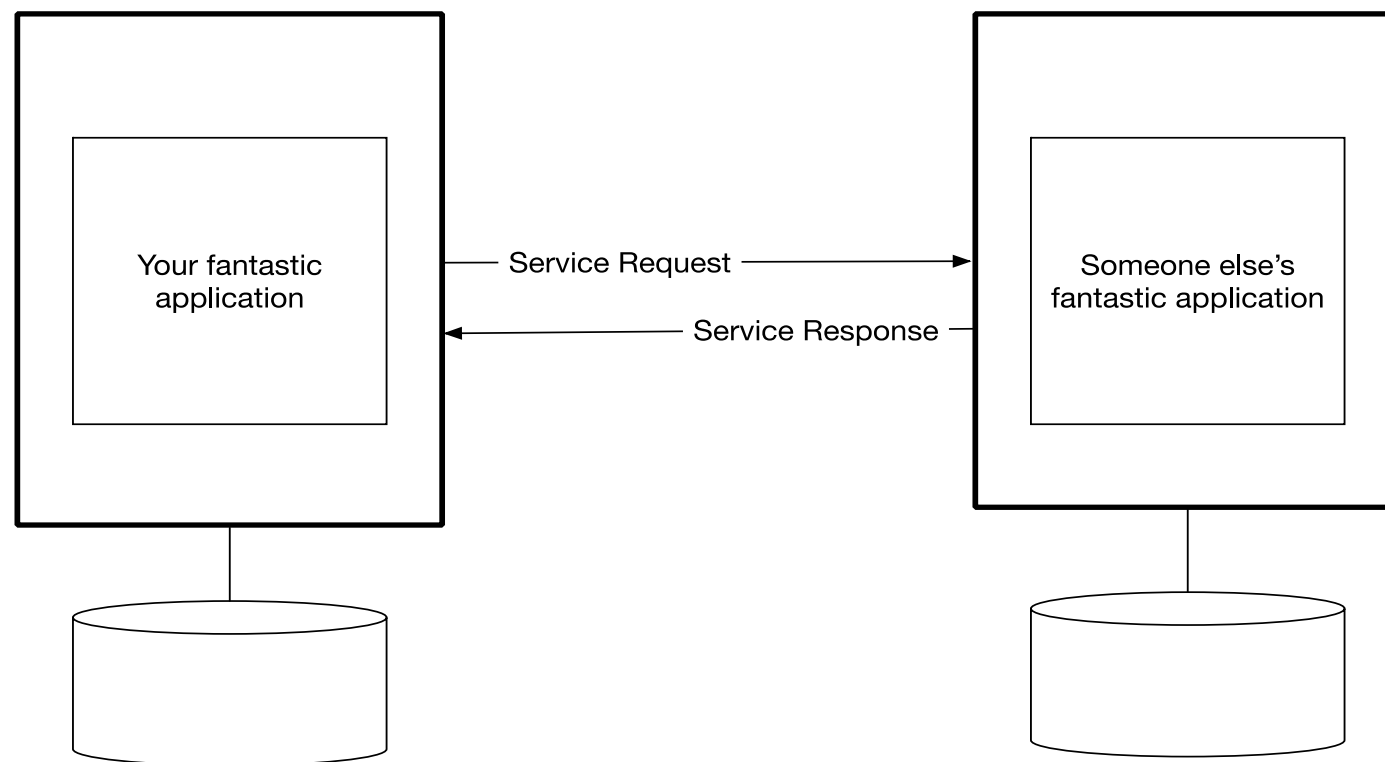 Your fantastic
application
Service Request
Service Response
Someone else’s
fantastic application